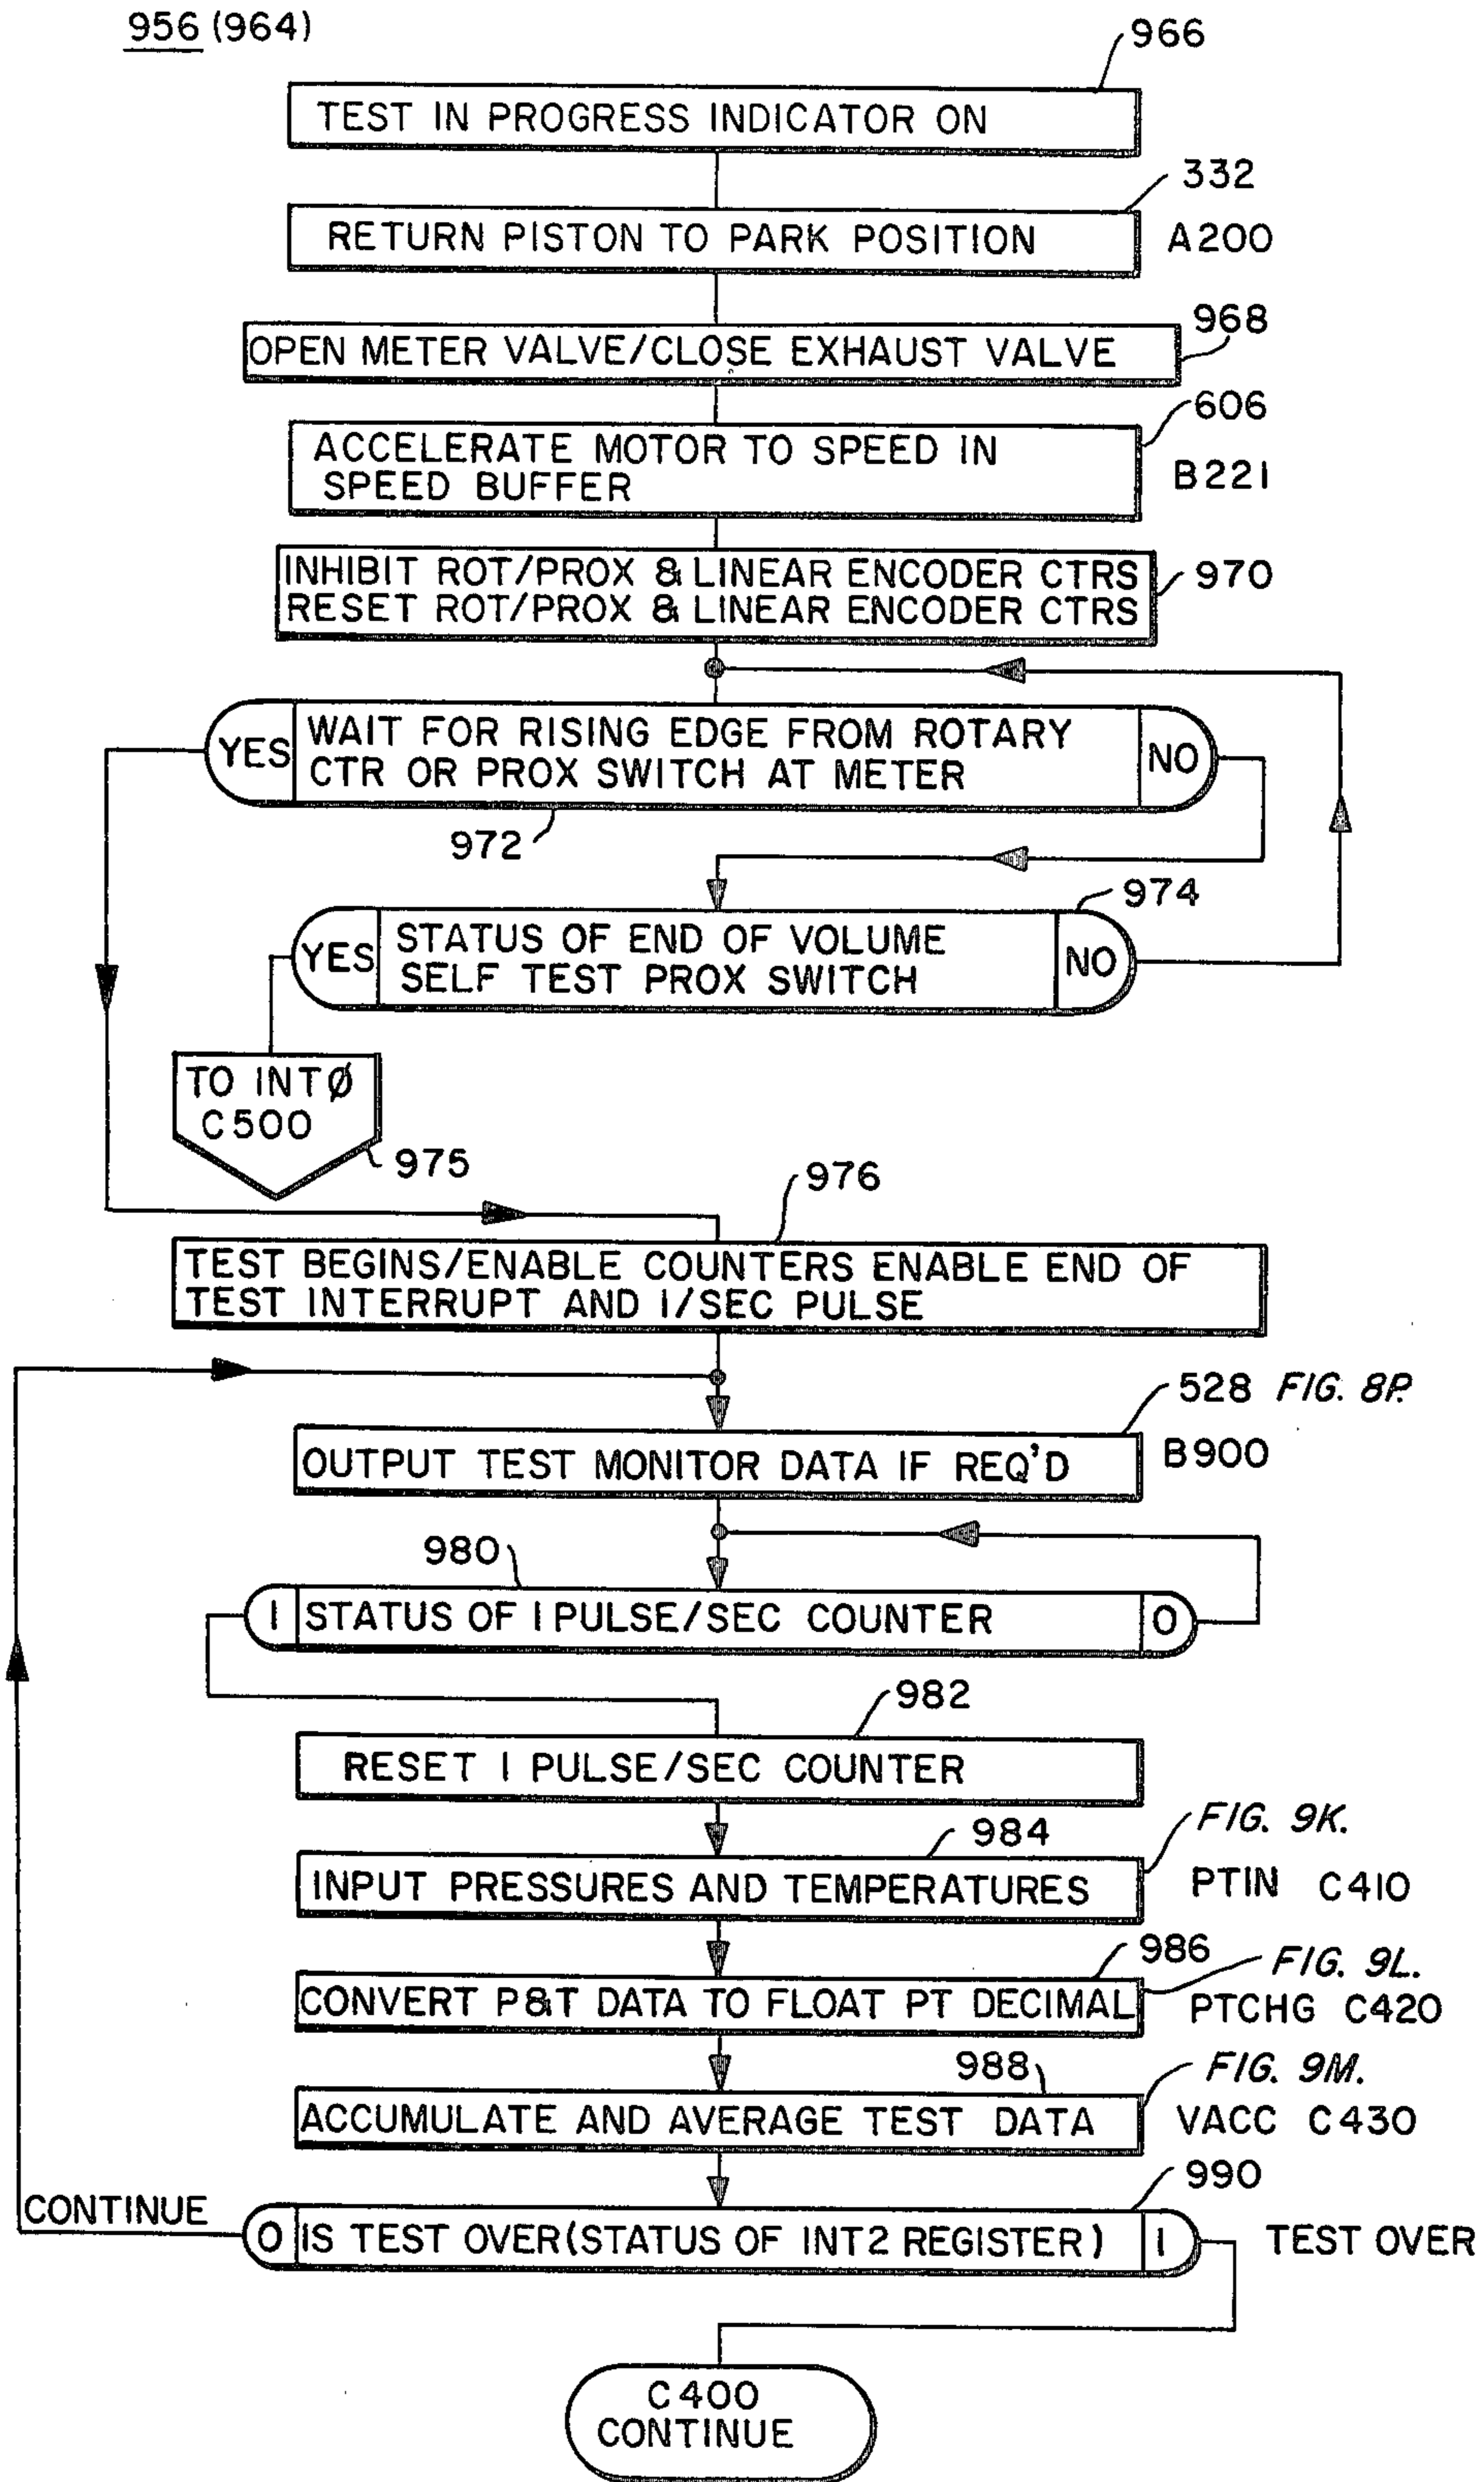 956 (964)
966
TEST IN PROGRESS INDICATOR ON
332
RETURN PISTON TO PARK POSITION
A200
968
OPEN METER VALVE/CLOSE EXHAUST VALVE
606
ACCELERATE MOTOR TO SPEED IN
SPEED BUFFER
B221
INHIBIT ROT/PROX & LINEAR ENCODER CTRS
RESET ROT/PROX & LINEAR ENCODER CTRS
970
YES
WAIT FOR RISING EDGE FROM ROTARY
CTR OR PROX SWITCH AT METER
NO
972
974
YES
STATUS OF END OF VOLUME
SELF TEST PROX SWITCH
NO
TO INTØ
C500
975
976
TEST BEGINS/ENABLE COUNTERS ENABLE END OF
TEST INTERRUPT AND 1/SEC PULSE
528 FIG. 8P.
OUTPUT TEST MONITOR DATA IF REQ'D
B900
980
1 STATUS OF 1 PULSE/SEC COUNTER 0
982
RESET 1 PULSE/SEC COUNTER
984
FIG. 9K.
INPUT PRESSURES AND TEMPERATURES
PTIN C410
986
FIG. 9L.
CONVERT P&T DATA TO FLOAT PT DECIMAL
PTCHG C420
988
FIG. 9M.
ACCUMULATE AND AVERAGE TEST DATA
VACC C430
990
CONTINUE
0 IS TEST OVER (STATUS OF INT2 REGISTER) 1
TEST OVER
C400
CONTINUE